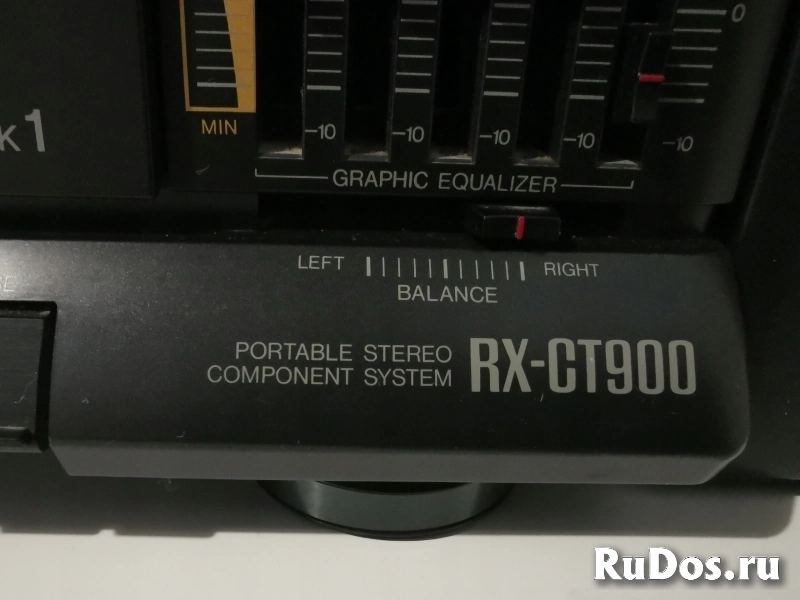 0
MIN
-10 -10 -10 -10 -10
k1
GRAPHIC EQUALIZER
LEFT RIGHT
BALANCE
PORTABLE STEREO
COMPONENT SYSTEM
RX-CT900
RuDos.ru